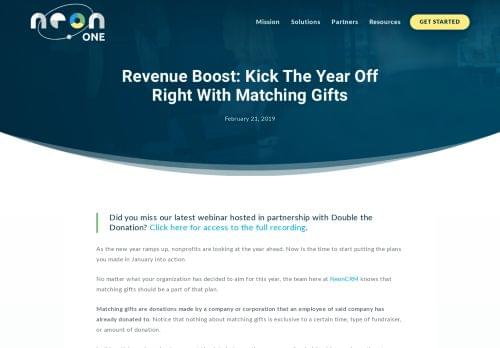 neon
ONE
Mission Solutions Partners Resources GET STARTED
Revenue Boost: Kick The Year Off
Right With Matching Gifts
February 21, 2019
Did you miss our latest webinar hosted in partnership with Double the
Donation? Click here for access to the full recording.
As the new year ramps up, nonprofits are looking at the year ahead. Now is the time to start putting the plans
you made in January into action.
No matter what your organization has decided to aim for this year, the team here at NeonCRM knows that
matching gifts should be a part of that plan.
Matching gifts are donations made by a company or corporation that an employee of said company has
already donated to. Notice that nothing about matching gifts is exclusive to a certain time, type of fundraiser,
or amount of donation.